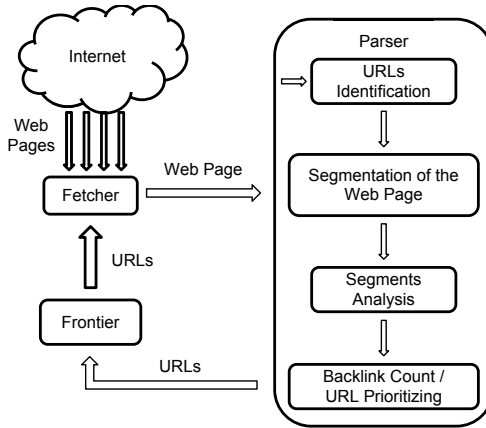 Internet
Web
Pages
Fetcher
Web Page
URLs
Frontier
URLs
Parser
URLs
Identification
Segmentation of the
Web Page
Segments
Analysis
Backlink Count /
URL Prioritizing